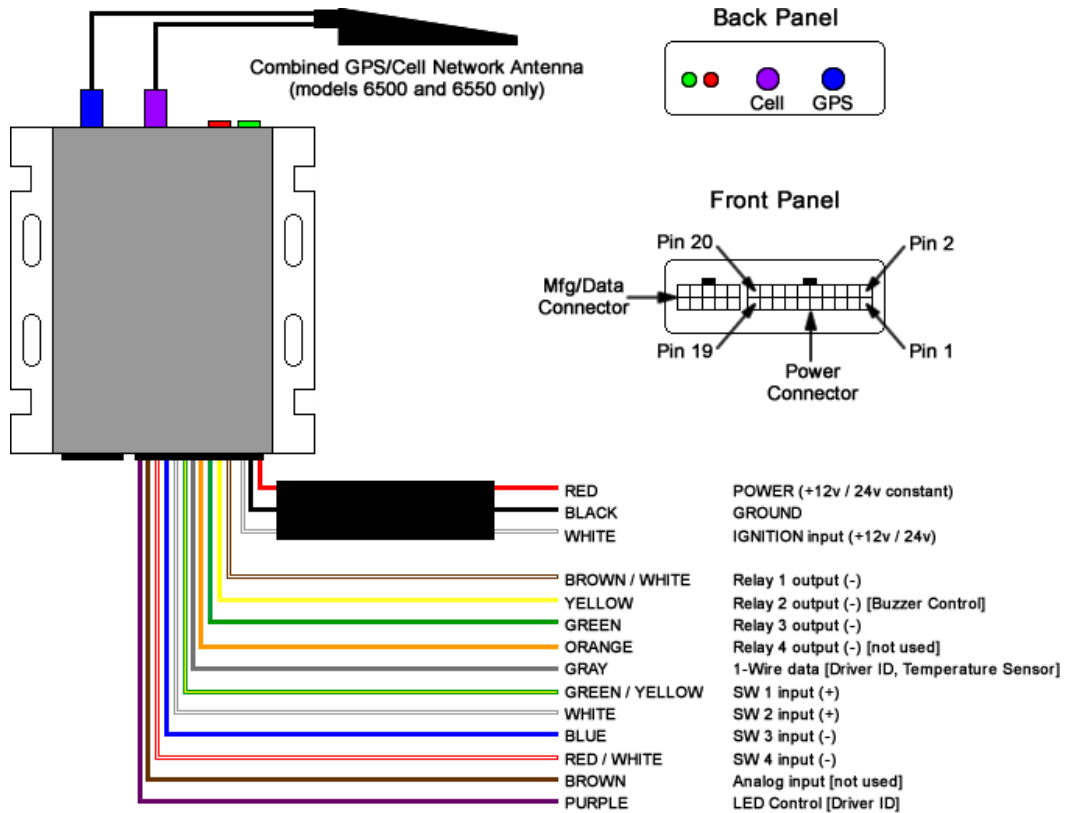 Back Panel
Combined GPS/Cell Network Antenna
(models 6500 and 6550 only)
Cell GPS
Front Panel
Pin 20
Pin 2
Mfg/Data
Connector
Pin 19
Pin 1
Power
Connector
RED POWER (+12v / 24v constant)
BLACK GROUND
WHITE IGNITION input (+12v / 24v)
BROWN / WHITE Relay 1 output (-)
YELLOW Relay 2 output (-) [Buzzer Control]
GREEN Relay 3 output (-)
ORANGE Relay 4 output (-) [not used]
GRAY 1-Wire data [Driver ID, Temperature Sensor]
GREEN / YELLOW SW 1 input (+)
WHITE SW 2 input (+)
BLUE SW 3 input (-)
RED / WHITE SW 4 input (-)
BROWN Analog input [not used]
PURPLE LED Control [Driver ID]